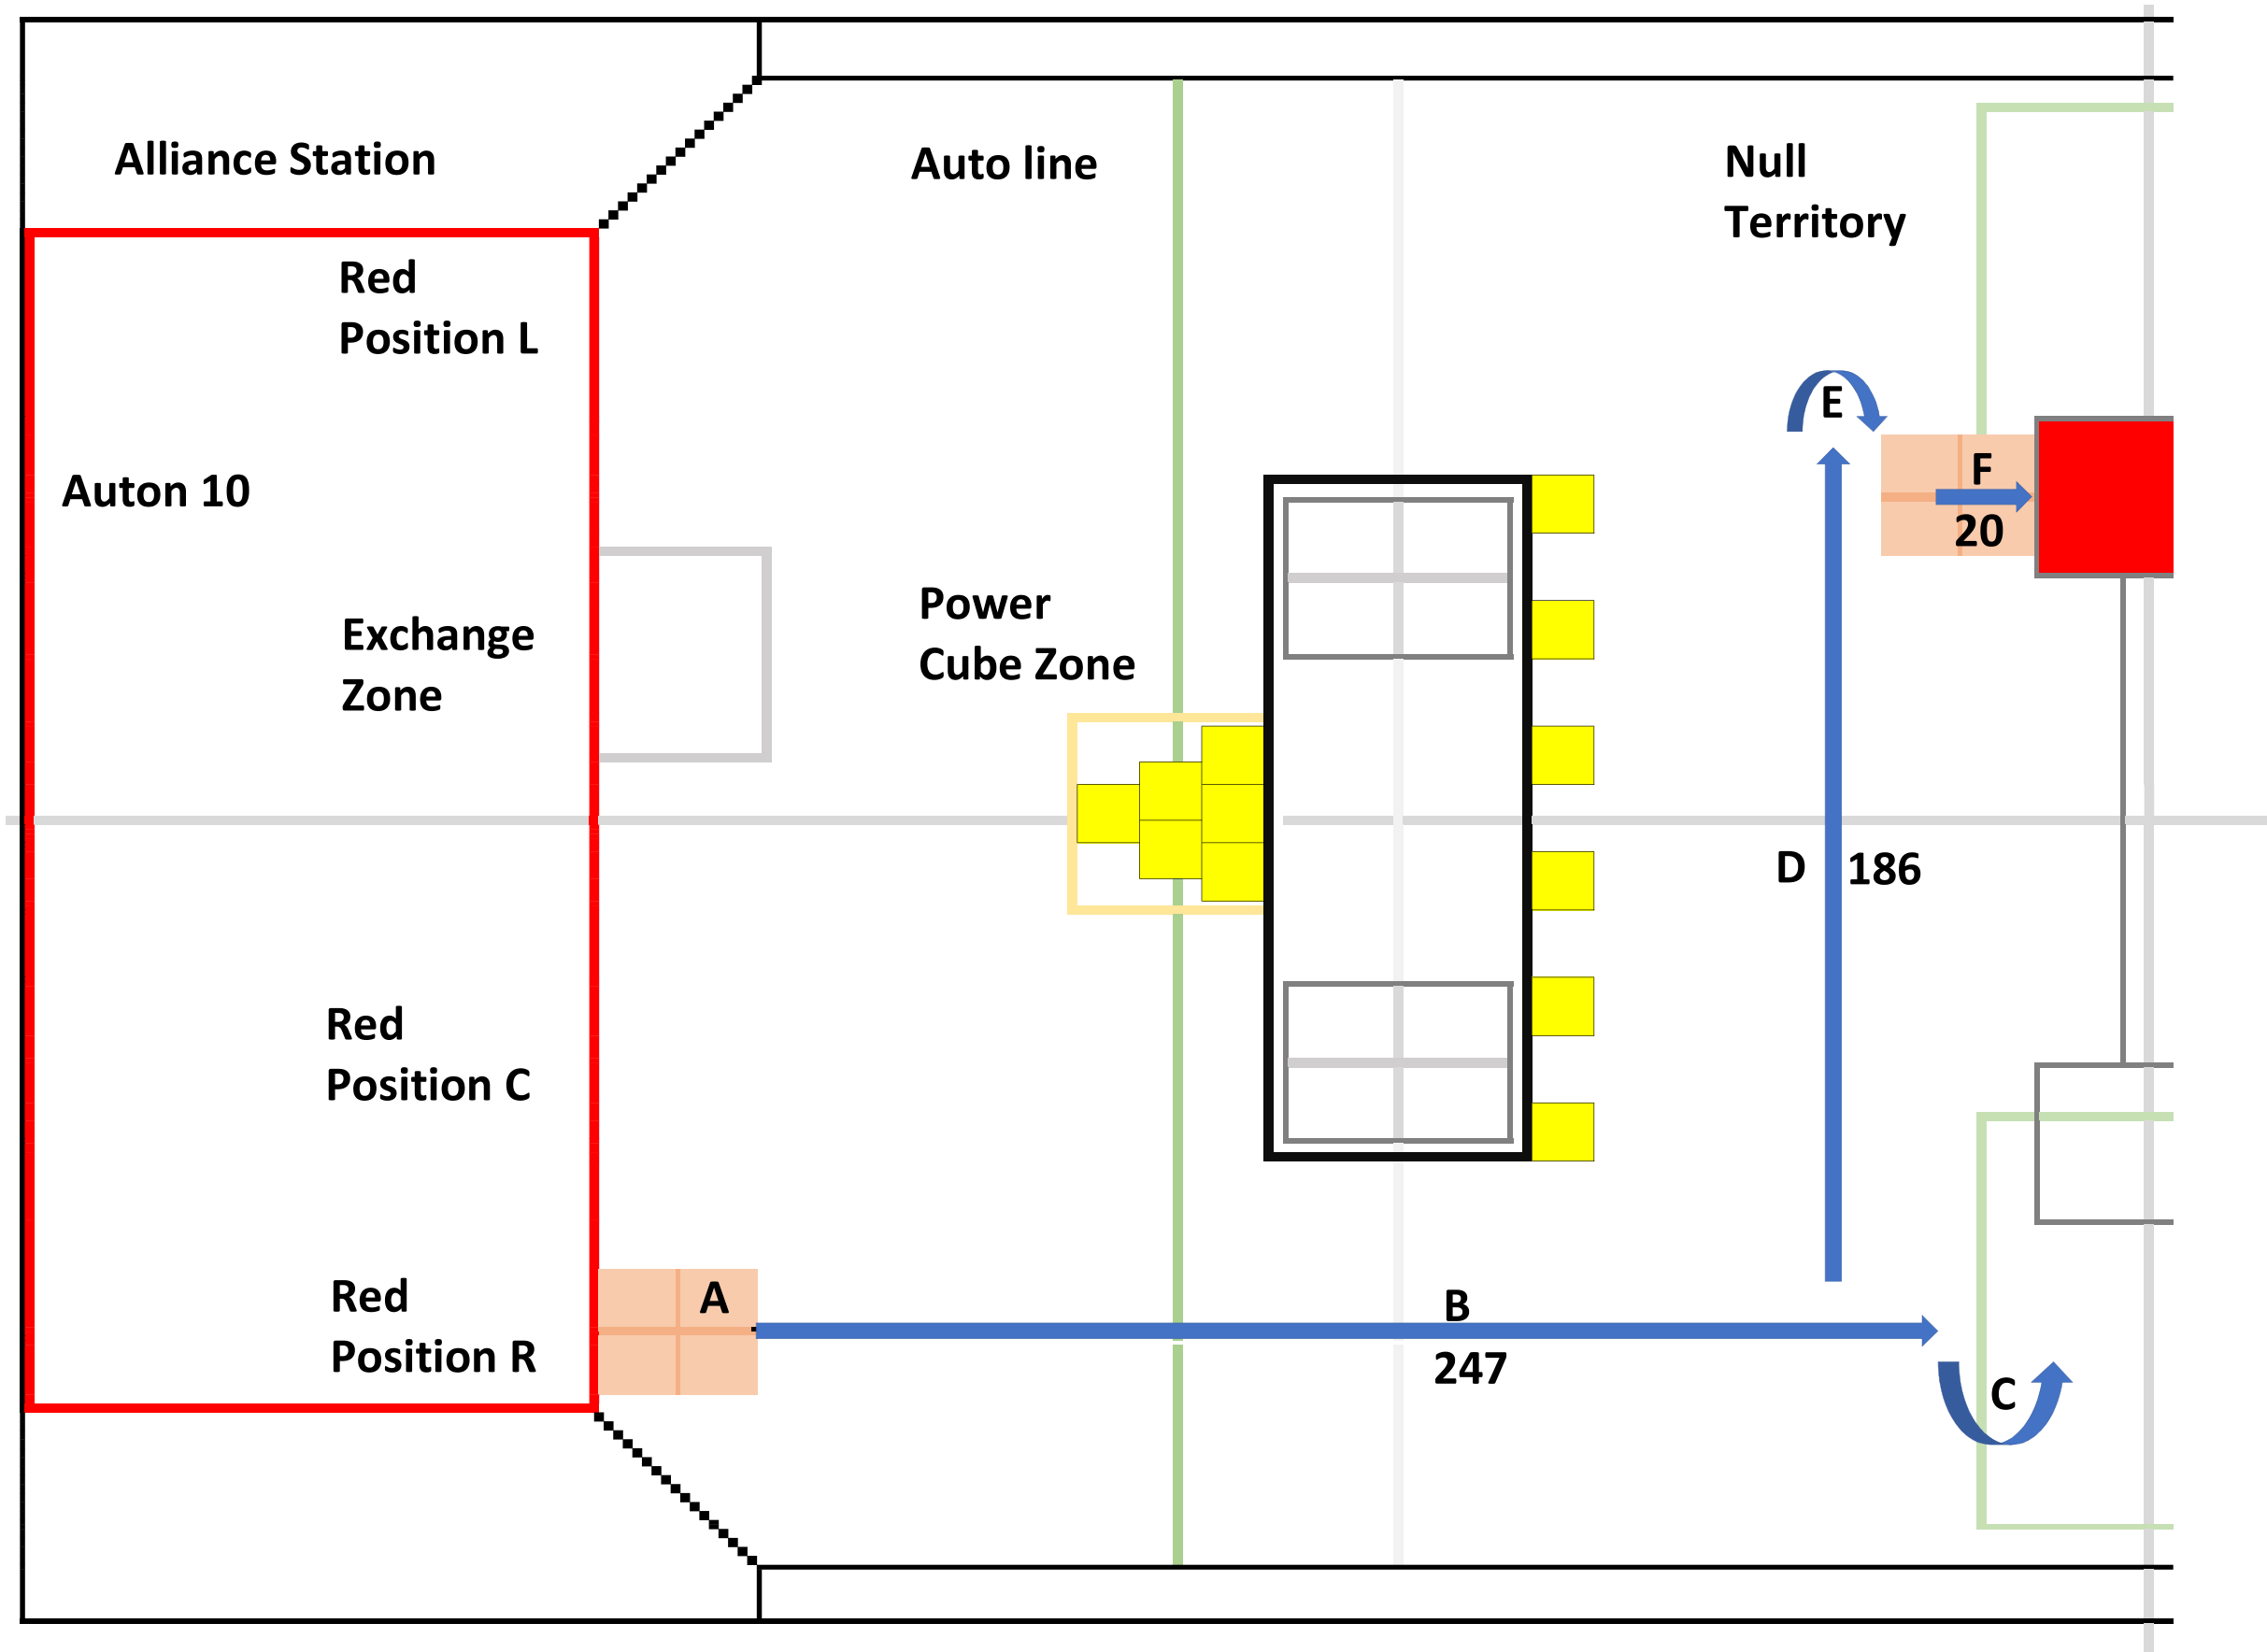 Alliance Station
Auto line
Null
Territory
Red
Position L
E
Auton 10
F
20
Exchange
Zone
Power
Cube Zone
D
186
Red
Position C
Red
Position R
A
B
247
C